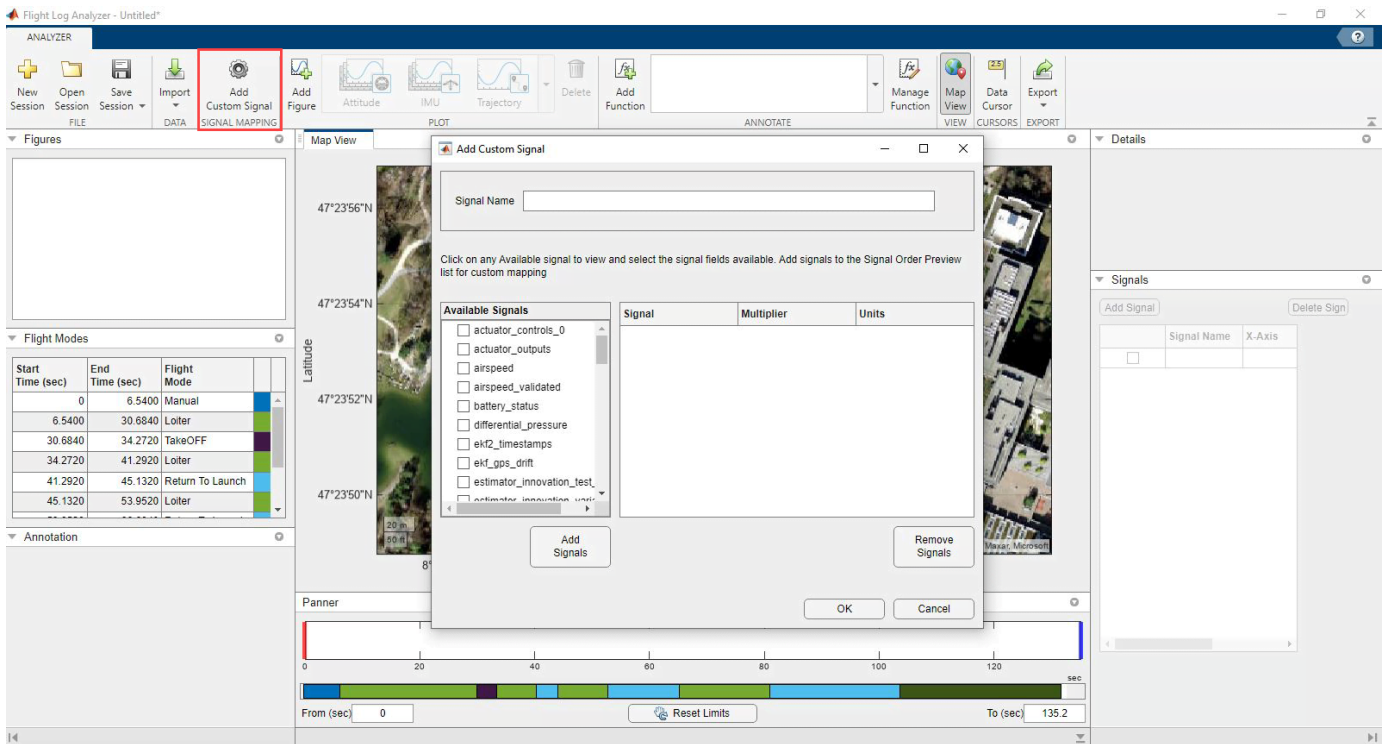 Flight Log Analyzer - Untitled*
ANALYZER
New Session
Open Session
Save Session
Import
Add Custom Signal
Add Figure
Attitude
IMU
Trajectory
Delete
Add Function
Manage Function
Map View
Data Cursor
Export
FILE
DATA
SIGNAL MAPPING
PLOT
ANNOTATE
VIEW
CURSORS
EXPORT
Figures
Flight Modes
Start Time (sec) End Time (sec) Flight Mode
0 6.5400 Manual
6.5400 30.6840 Loiter
30.6840 34.2720 TakeOFF
34.2720 41.2920 Loiter
41.2920 45.1320 Return To Launch
45.1320 53.9520 Loiter
Annotation
Map View
Latitude
47°23'56"N
47°23'54"N
47°23'52"N
47°23'50"N
20 m
50 ft
8°
Maxar, Microsoft
Add Custom Signal
Signal Name
Click on any Available signal to view and select the signal fields available. Add signals to the Signal Order Preview
list for custom mapping
Available Signals
actuator_controls_0
actuator_outputs
airspeed
airspeed_validated
battery_status
differential_pressure
ekf2_timestamps
ekf_gps_drift
estimator_innovation_test_
Signal Multiplier Units
Add
Signals
Remove
Signals
OK
Cancel
Panner
0 20 40 60 80 100 120
sec
From (sec) 0
Reset Limits
To (sec) 135.2
Details
Signals
Add Signal
Delete Sign
Signal Name X-Axis